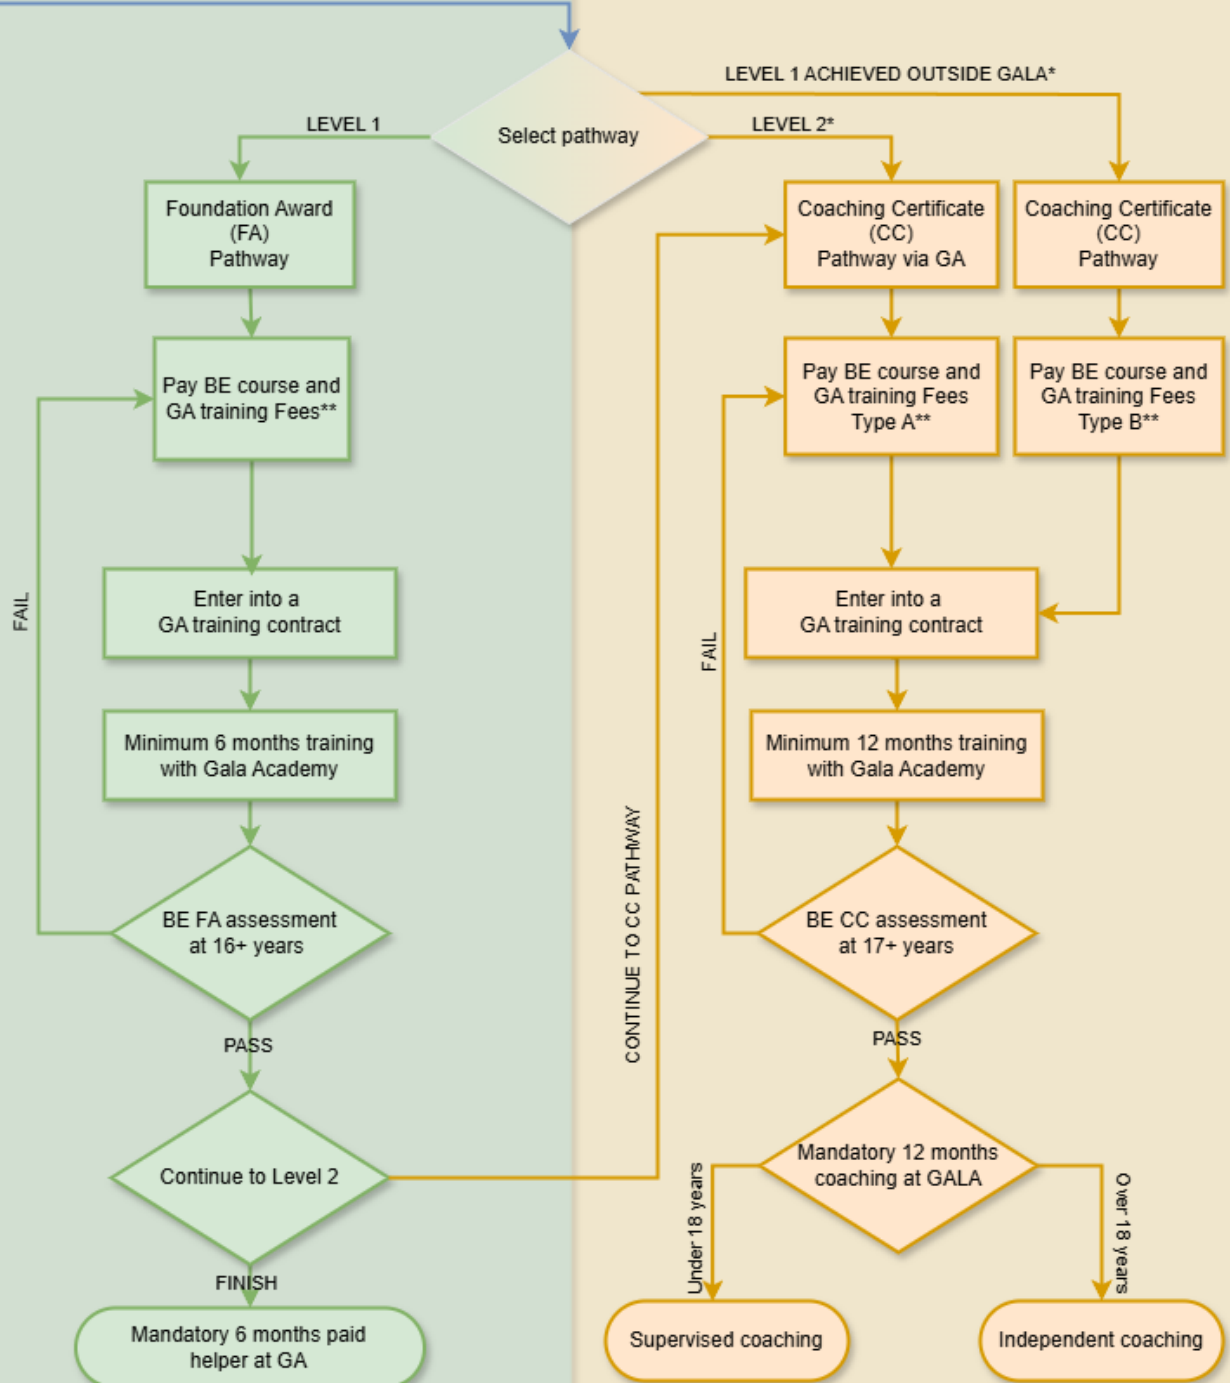 LEVEL 1 ACHIEVED OUTSIDE GALA*
LEVEL 1
Select pathway
LEVEL 2*
Foundation Award
(FA)
Pathway
Coaching Certificate
(CC)
Pathway via GA
Coaching Certificate
(CC)
Pathway
Pay BE course and
GA training Fees**
Pay BE course and
GA training Fees
Type A**
Pay BE course and
GA training Fees
Type B**
FAIL
Enter into a
GA training contract
FAIL
Enter into a
GA training contract
Minimum 6 months training
with Gala Academy
Minimum 12 months training
with Gala Academy
CONTINUE TO CC PATHWAY
BE FA assessment
at 16+ years
BE CC assessment
at 17+ years
PASS
PASS
Continue to Level 2
Mandatory 12 months
coaching at GALA
Under 18 years
Over 18 years
FINISH
Mandatory 6 months paid
helper at GA
Supervised coaching
Independent coaching